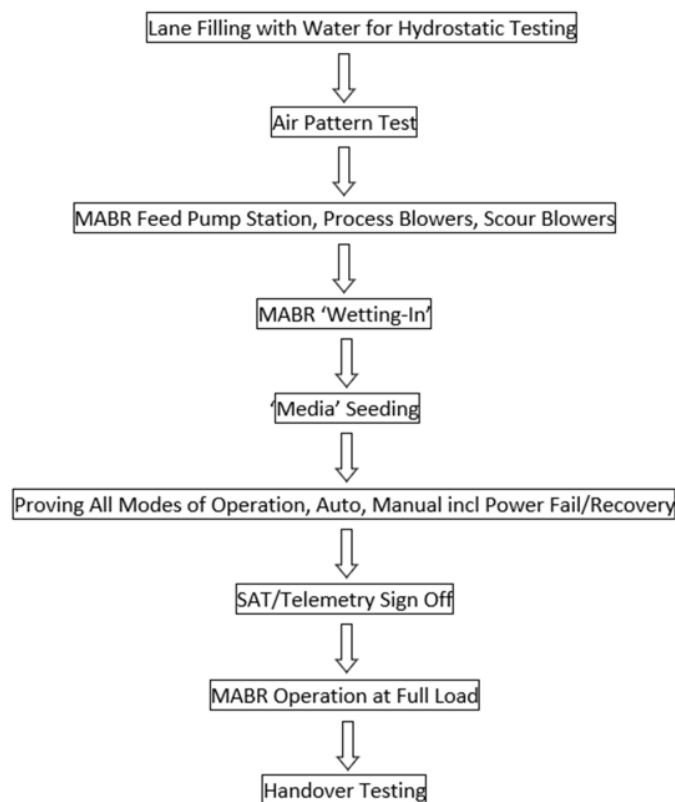 Lane Filling with Water for Hydrostatic Testing
Air Pattern Test
MABR Feed Pump Station, Process Blowers, Scour Blowers
MABR ‘Wetting-In’
‘Media’ Seeding
Proving All Modes of Operation, Auto, Manual incl Power Fail/Recovery
SAT/Telemetry Sign Off
MABR Operation at Full Load
Handover Testing